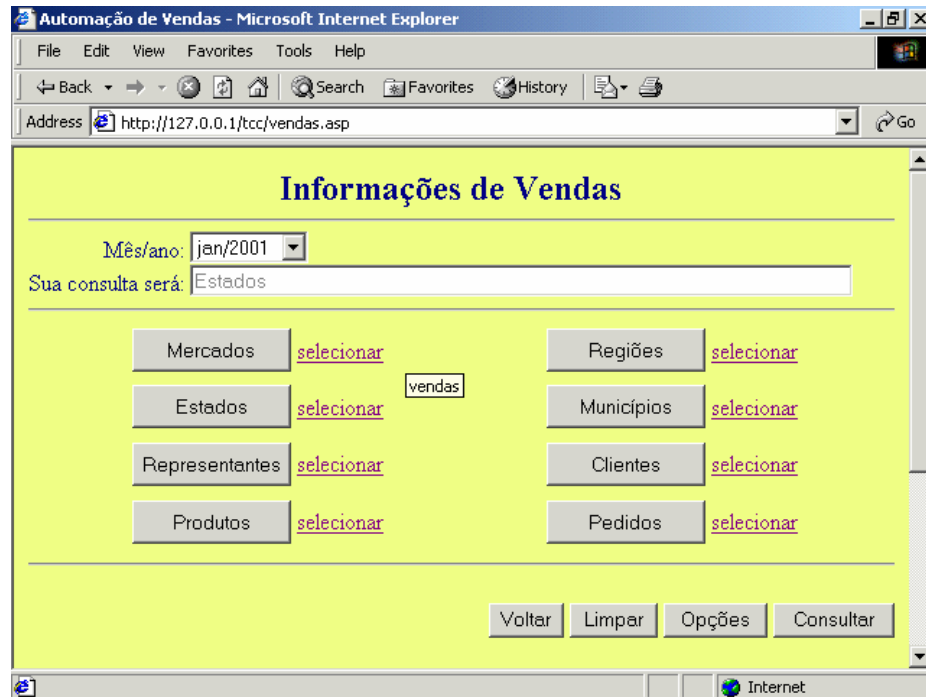 Automação de Vendas - Microsoft Internet Explorer
File Edit View Favorites Tools Help
Back Search Favorites History
Address http://127.0.0.1/tcc/vendas.asp Go
Informações de Vendas
Mês/ano: jan/2001
Sua consulta será: Estados
Mercados selecionar Regiões selecionar
vendas
Estados selecionar Municípios selecionar
Representantes selecionar Clientes selecionar
Produtos selecionar Pedidos selecionar
Voltar Limpar Opções Consultar
Internet